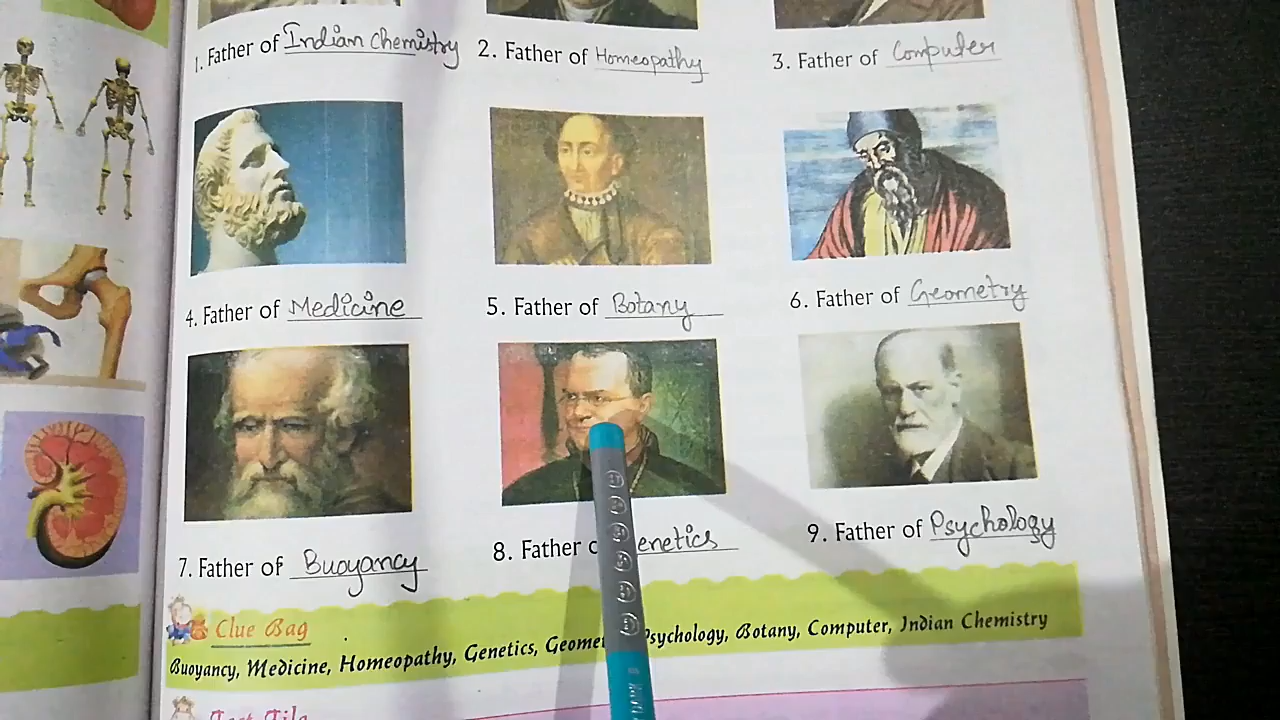 1. Father of Indian Chemistry 2. Father of Homeopathy 3. Father of Computer
4. Father of Medicine 5. Father of Botany 6. Father of Geometry
7. Father of Buoyancy 8. Father enetics 9. Father of Psychology
Clue Bag
Buoyancy, Medicine, Homeopathy, Genetics, Geomet Psychology, Botany, Computer, Indian Chemistry